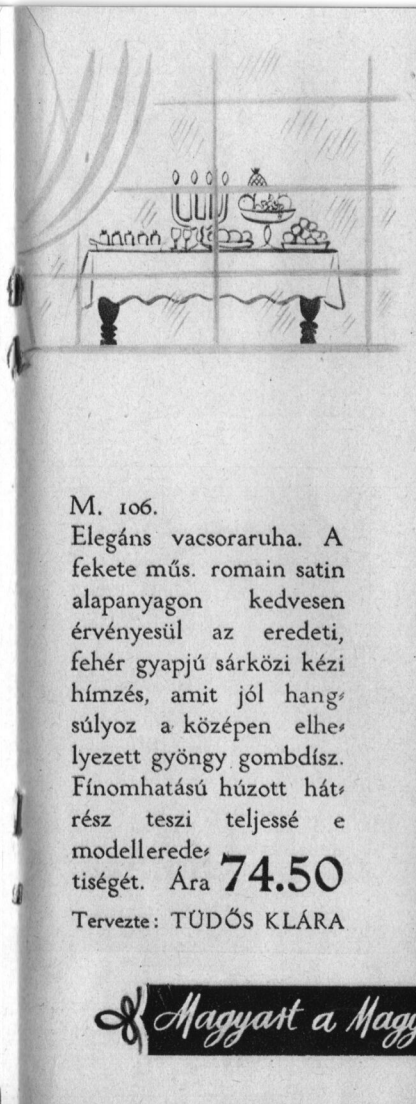 M. 106.
Elegáns vacsoraruha. A
fekete műs. romain satin
alapanyagon kedvesen
érvényesül az eredeti,
fehér gyapjú sárközi kézi
hímzés, amit jól hang-
súlyoz a középen elhe-
lyezett gyöngy gombdísz.
Fínomhatású húzott hát-
rész teszi teljessé e
modell erede-
tiségét. Ára 74.50
Tervezte: TÜDŐS KLÁRA
Magyart a Magy